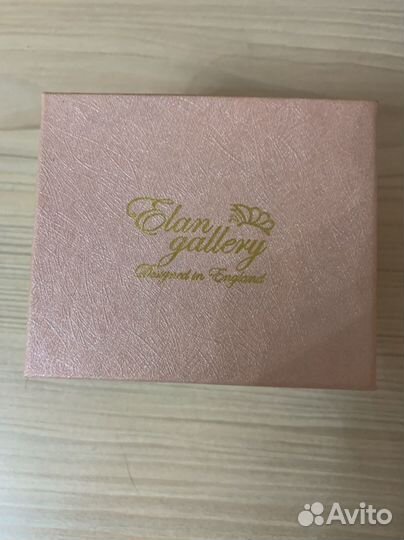 Elan
gallery
Designed in England
Avito